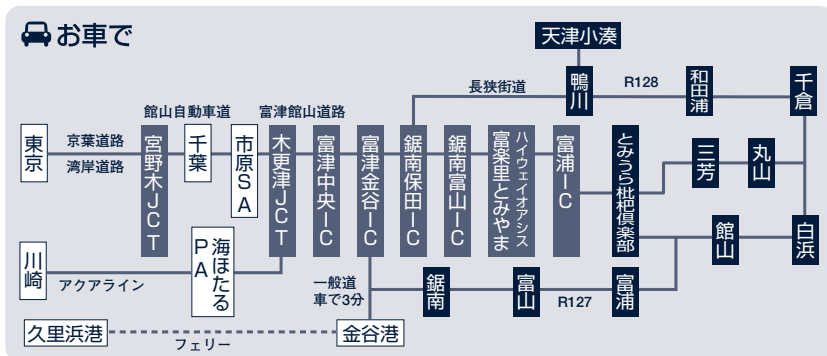 お車で
天津小湊
長狭街道
鴨川
R128
和田浦
千倉
館山自動車道
富津館山道路
東京
京葉道路
湾岸道路
宮野木JCT
千葉
市原SA
木更津JCT
富津中央IC
富津金谷IC
鋸南保田IC
鋸南富山IC
ハイウェイオアシス
富楽里とみやま
富浦IC
とみうら枇杷倶楽部
三芳
丸山
川崎
アクアライン
海ほたる
PA
一般道
車で3分
鋸南
富山
R127
富浦
館山
白浜
久里浜港
フェリー
金谷港